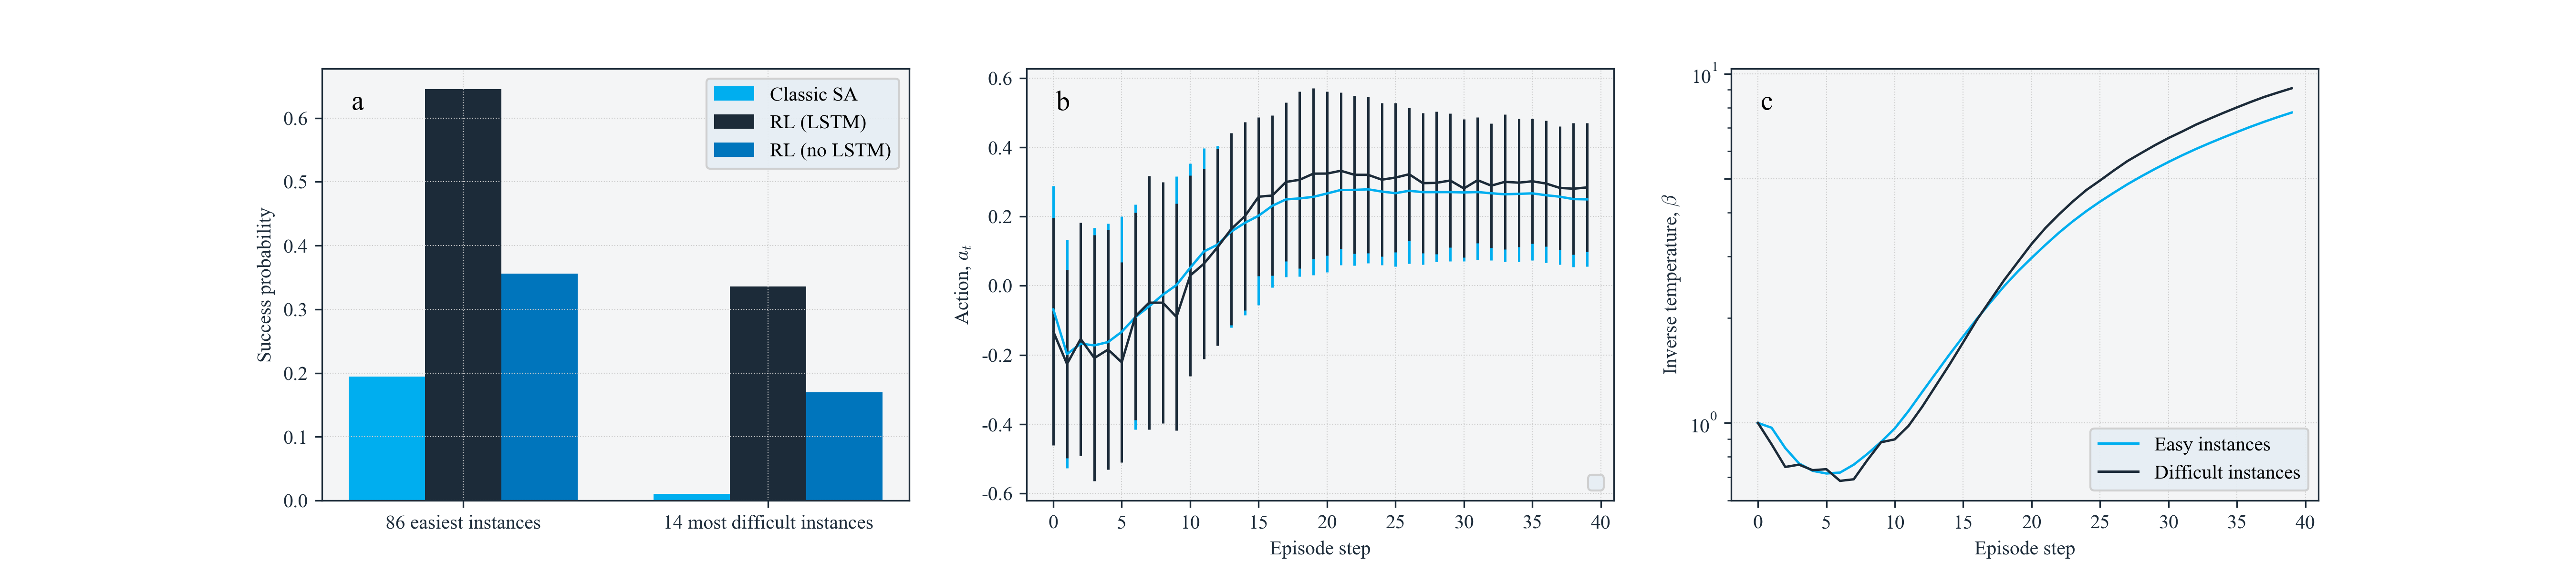 a
Classic SA
RL (LSTM)
RL (no LSTM)
Success probability
0.6
0.5
0.4
0.3
0.2
0.1
0.0
86 easiest instances
14 most difficult instances
b
Action, a_t
0.6
0.4
0.2
0.0
-0.2
-0.4
-0.6
0 5 10 15 20 25 30 35 40
Episode step
c
Inverse temperature, β
10^1
10^0
Easy instances
Difficult instances
0 5 10 15 20 25 30 35 40
Episode step